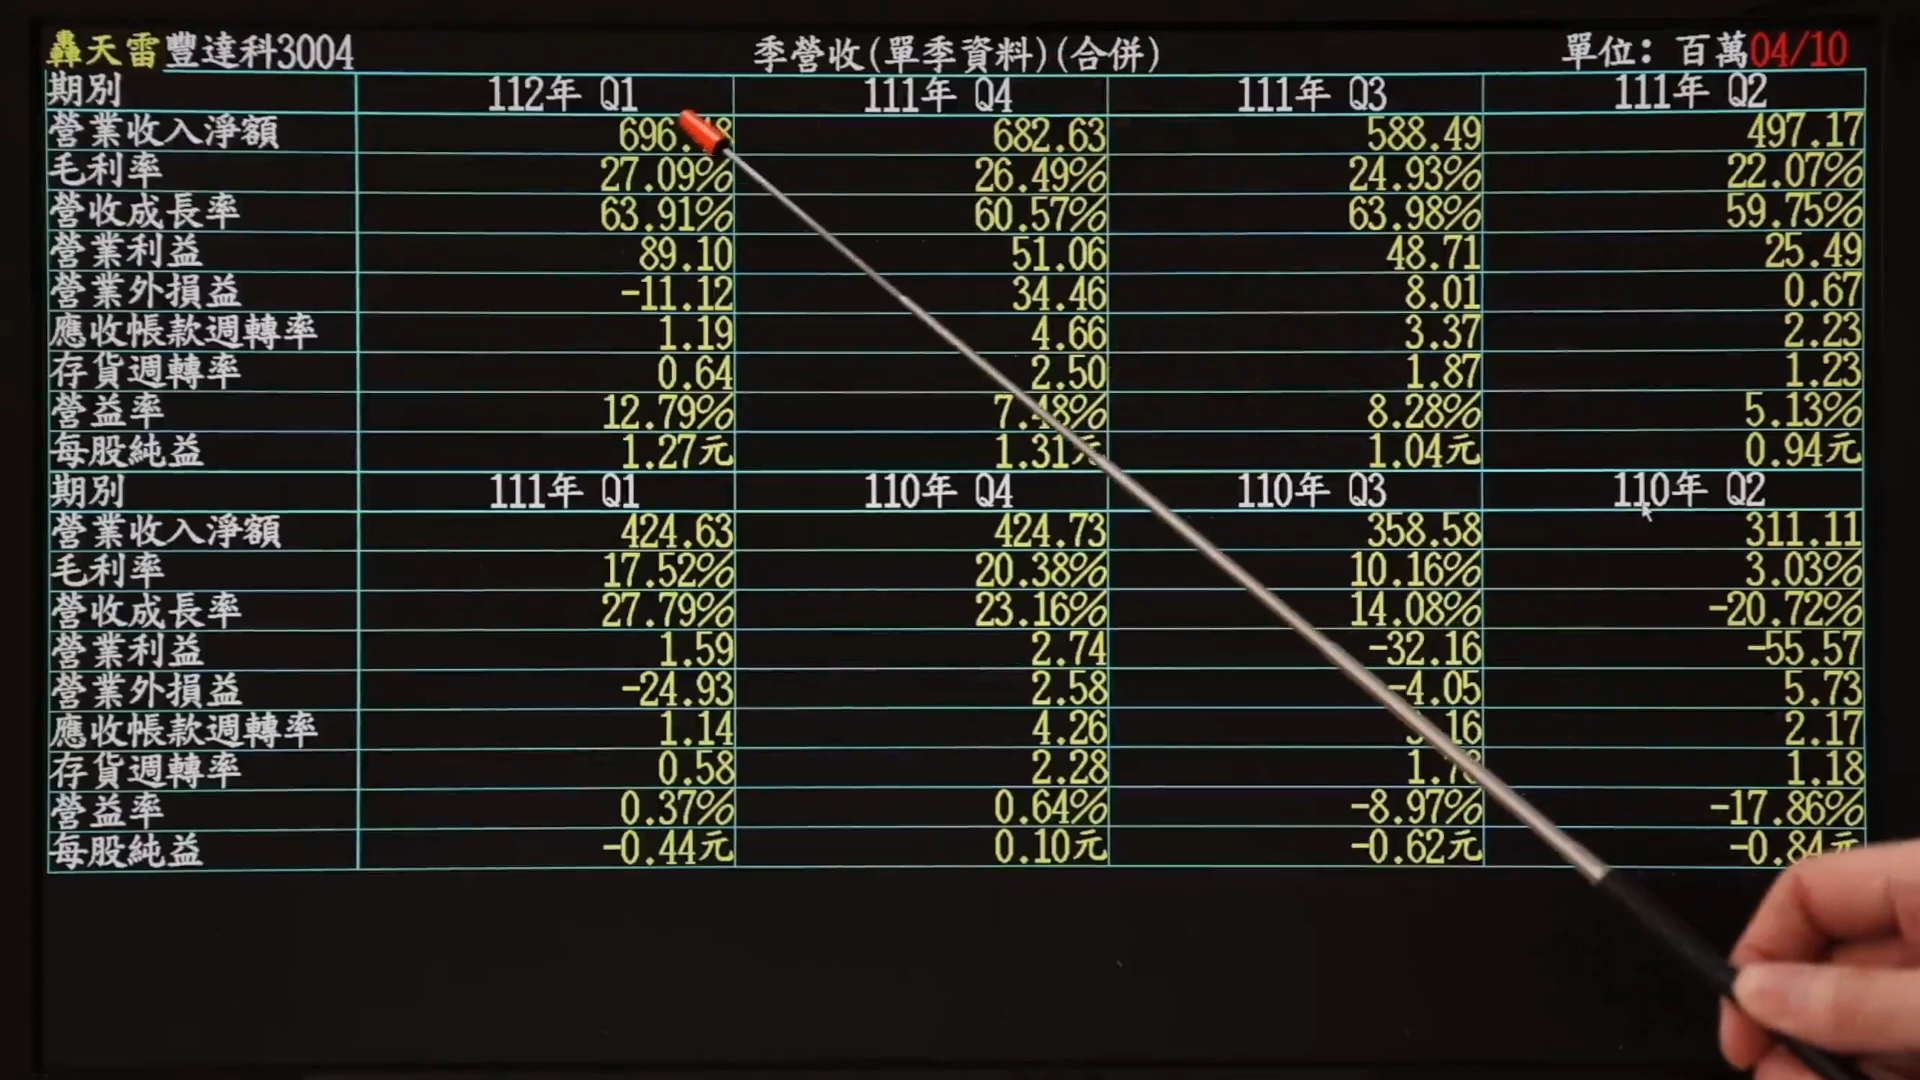 轟天雷豐達科3004 季營收(單季資料)(合併) 單位：百萬04/10
期別 112年 Q1 111年 Q4 111年 Q3 111年 Q2
營業收入淨額 682.63 588.49 497.17
毛利率 27.09% 26.49% 24.93% 22.07%
營收成長率 63.91% 60.57% 63.98% 59.75%
營業利益 89.10 51.06 48.71 25.49
營業外損益 -11.12 34.46 8.01 0.67
應收帳款週轉率 1.19 4.66 3.37 2.23
存貨週轉率 0.64 2.50 1.87 1.23
營益率 12.79% 7.48% 8.28% 5.13%
每股純益 1.27元 1.31元 1.04元 0.94元
期別 111年 Q1 110年 Q4 110年 Q3 110年 Q2
營業收入淨額 424.63 424.73 358.58 311.11
毛利率 17.52% 20.38% 10.16% 3.03%
營收成長率 27.79% 23.16% 14.08% -20.72%
營業利益 1.59 2.74 -32.16 -55.57
營業外損益 -24.93 2.58 -4.05 5.73
應收帳款週轉率 1.14 4.26 2.17
存貨週轉率 0.58 2.28 1.18
營益率 0.37% 0.64% -8.97% -17.86%
每股純益 -0.44元 0.10元 -0.62元 -0.84元